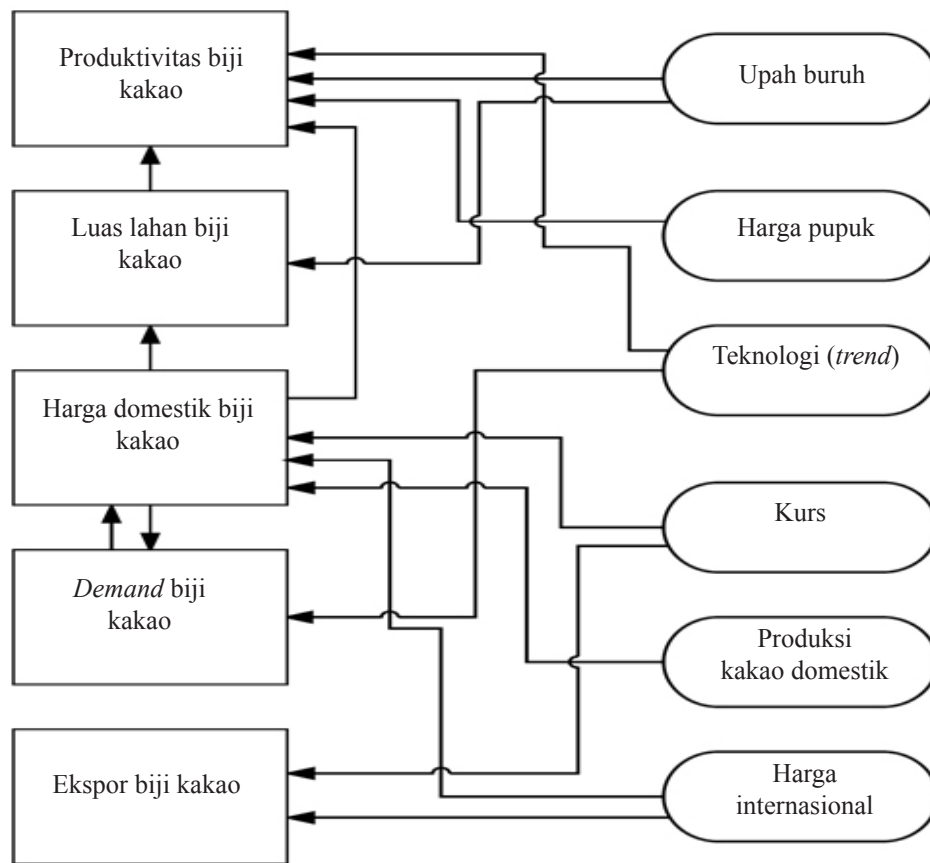 Produktivitas biji
kakao
Luas lahan biji
kakao
Harga domestik biji
kakao
Demand biji
kakao
Ekspor biji kakao
Upah buruh
Harga pupuk
Teknologi (trend)
Kurs
Produksi
kakao domestik
Harga
internasional